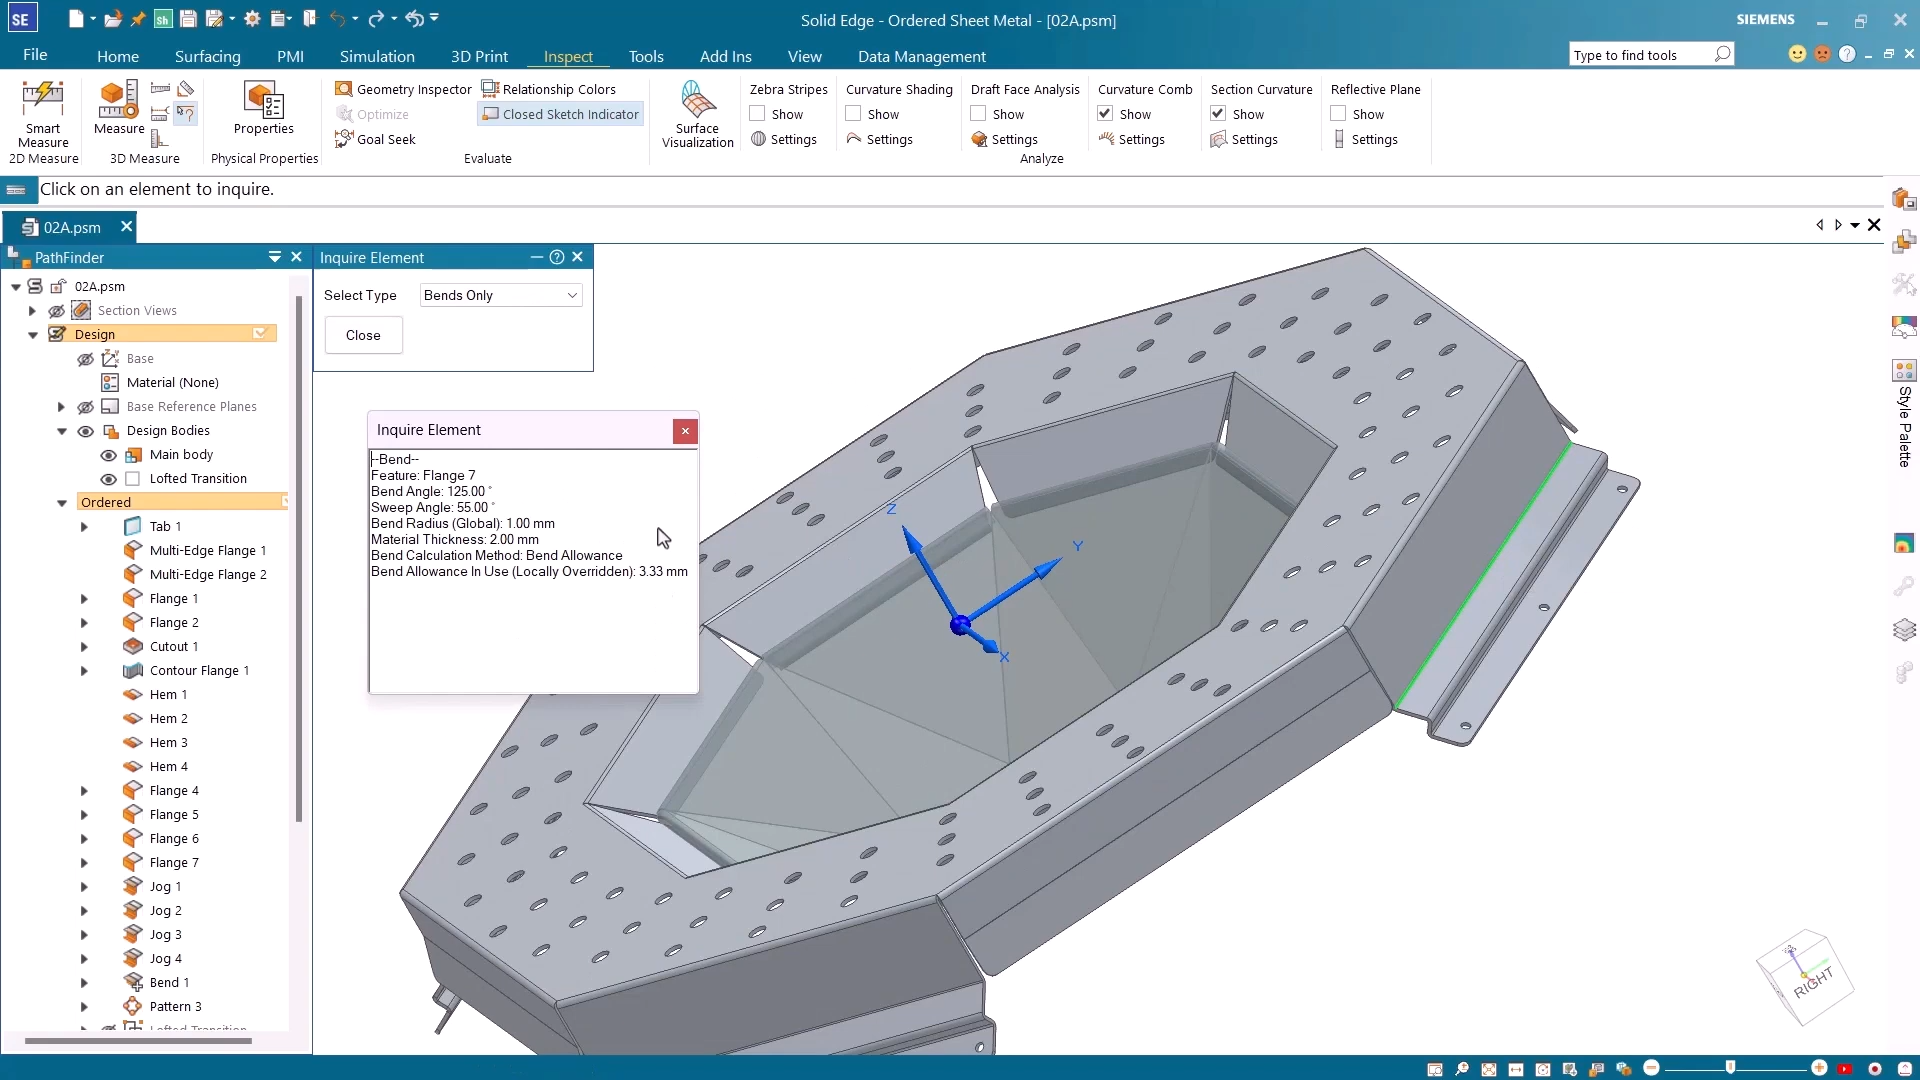 SE
Sh
Solid Edge - Ordered Sheet Metal - [02A.psm]
SIEMENS
File
Home
Surfacing
PMI
Simulation
3D Print
Inspect
Tools
Add Ins
View
Data Management
Type to find tools
Smart Measure
2D Measure
Measure
3D Measure
Properties
Physical Properties
Geometry Inspector
Optimize
Goal Seek
Relationship Colors
Closed Sketch Indicator
Evaluate
Surface Visualization
Zebra Stripes
Show
Settings
Curvature Shading
Show
Settings
Draft Face Analysis
Show
Settings
Curvature Comb
Show
Settings
Section Curvature
Show
Settings
Reflective Plane
Show
Settings
Analyze
Click on an element to inquire.
02A.psm
PathFinder
02A.psm
Section Views
Design
Base
Material (None)
Base Reference Planes
Design Bodies
Main body
Lofted Transition
Ordered
Tab 1
Multi-Edge Flange 1
Multi-Edge Flange 2
Flange 1
Flange 2
Cutout 1
Contour Flange 1
Hem 1
Hem 2
Hem 3
Hem 4
Flange 4
Flange 5
Flange 6
Flange 7
Jog 1
Jog 2
Jog 3
Jog 4
Bend 1
Pattern 3
Lofted Transition
Inquire Element
Select Type
Bends Only
Close
Inquire Element
--Bend--
Feature: Flange 7
Bend Angle: 125.00 °
Sweep Angle: 55.00 °
Bend Radius (Global): 1.00 mm
Material Thickness: 2.00 mm
Bend Calculation Method: Bend Allowance
Bend Allowance In Use (Locally Overridden): 3.33 mm
Z
Y
X
Style Palette
RIGHT